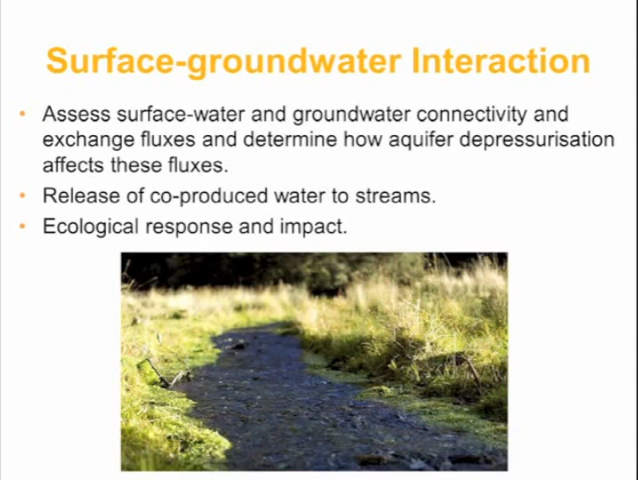 Surface-groundwater Interaction
• Assess surface-water and groundwater connectivity and
exchange fluxes and determine how aquifer depressurisation
affects these fluxes.
• Release of co-produced water to streams.
• Ecological response and impact.